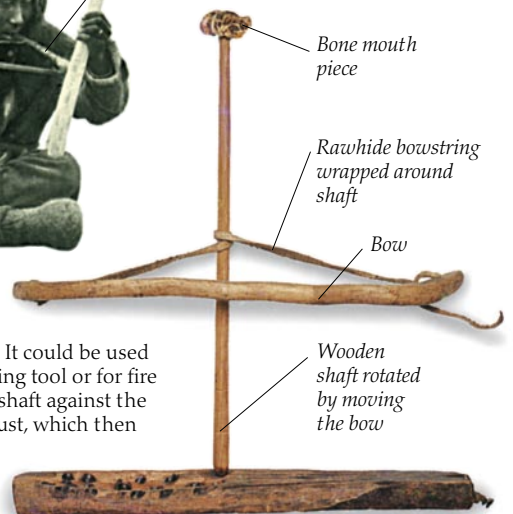 Bone mouth
piece
Rawhide bowstring
wrapped around
shaft
Bow
It could be used
ing tool or for fire
shaft against the
ust, which then
Wooden
shaft rotated
by moving
the bow